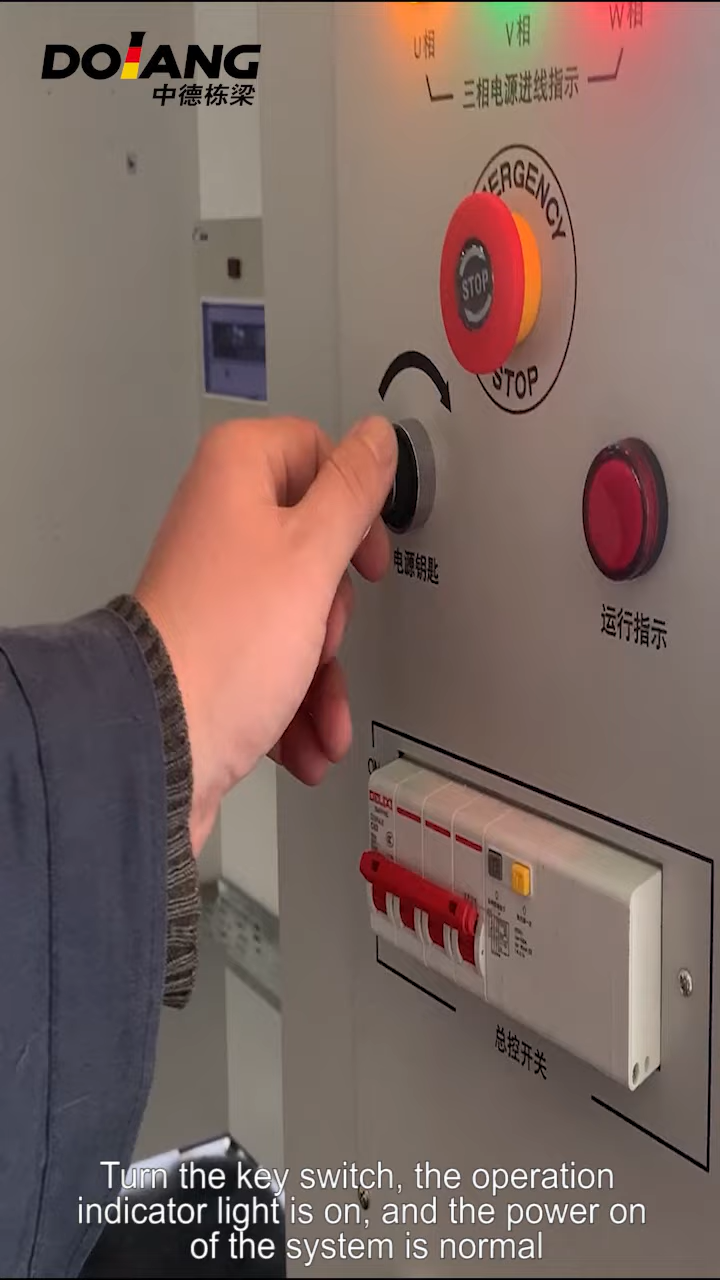 DOLANG
中德栋梁
U相
V相
W相
三相电源进线指示
EMERGENCY
STOP
STOP
电源钥匙
运行指示
ON
DELIXI
总控开关
Turn the key switch, the operation
indicator light is on, and the power on
of the system is normal